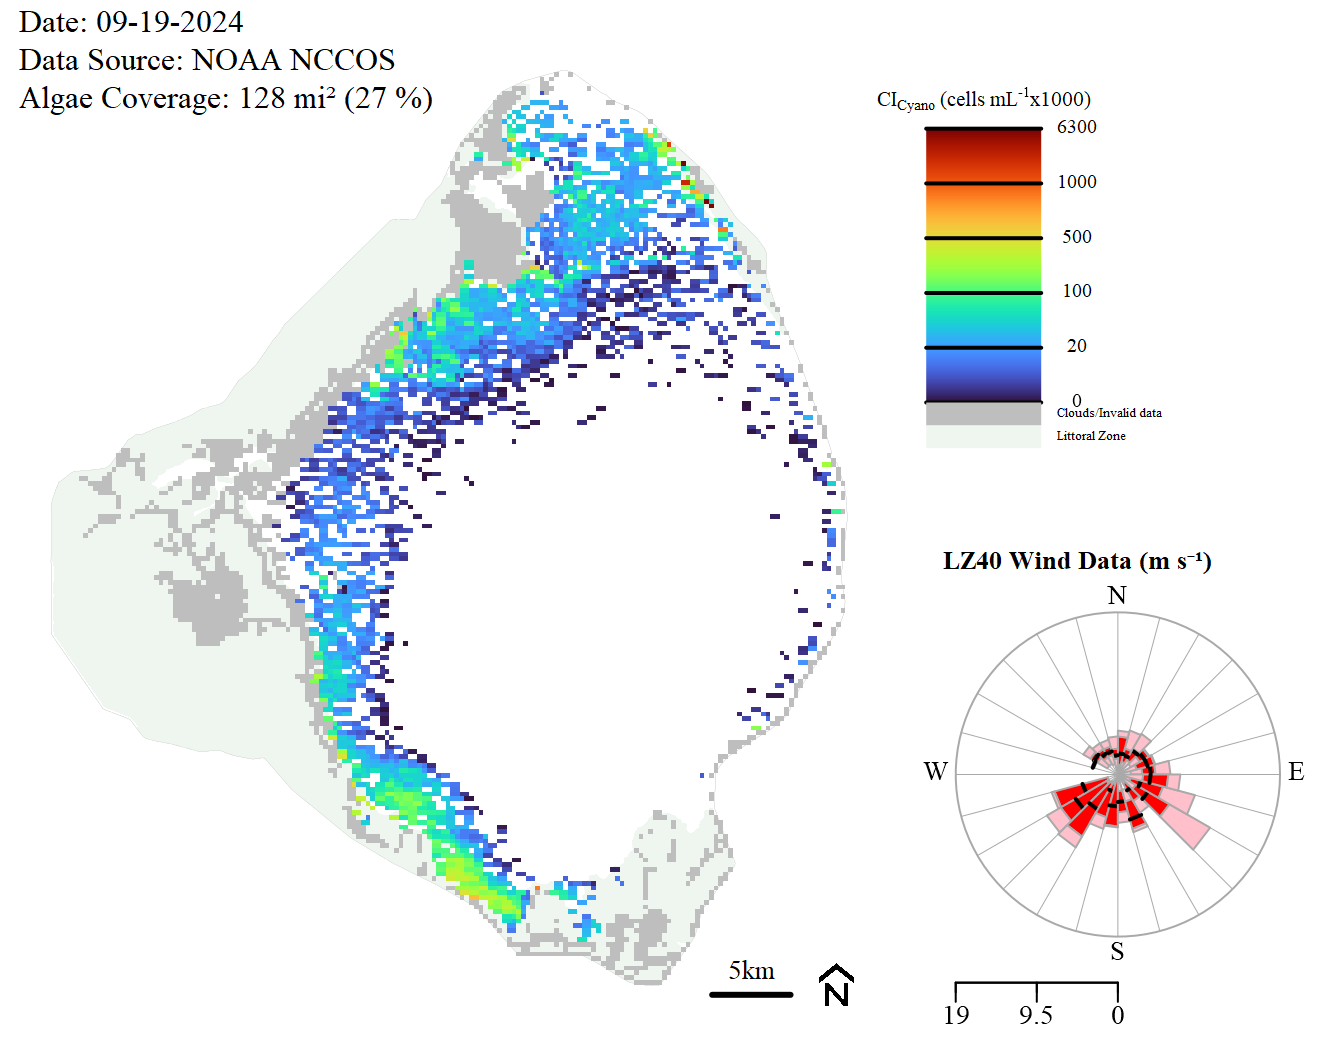 Date: 09-19-2024
Data Source: NOAA NCCOS
Algae Coverage: 128 mi² (27 %)
CICyano (cells mL-1x1000)
6300
1000
500
100
20
0
Clouds/Invalid data
Littoral Zone
LZ40 Wind Data (m s⁻¹)
N
W
E
S
5km
N
19
9.5
0